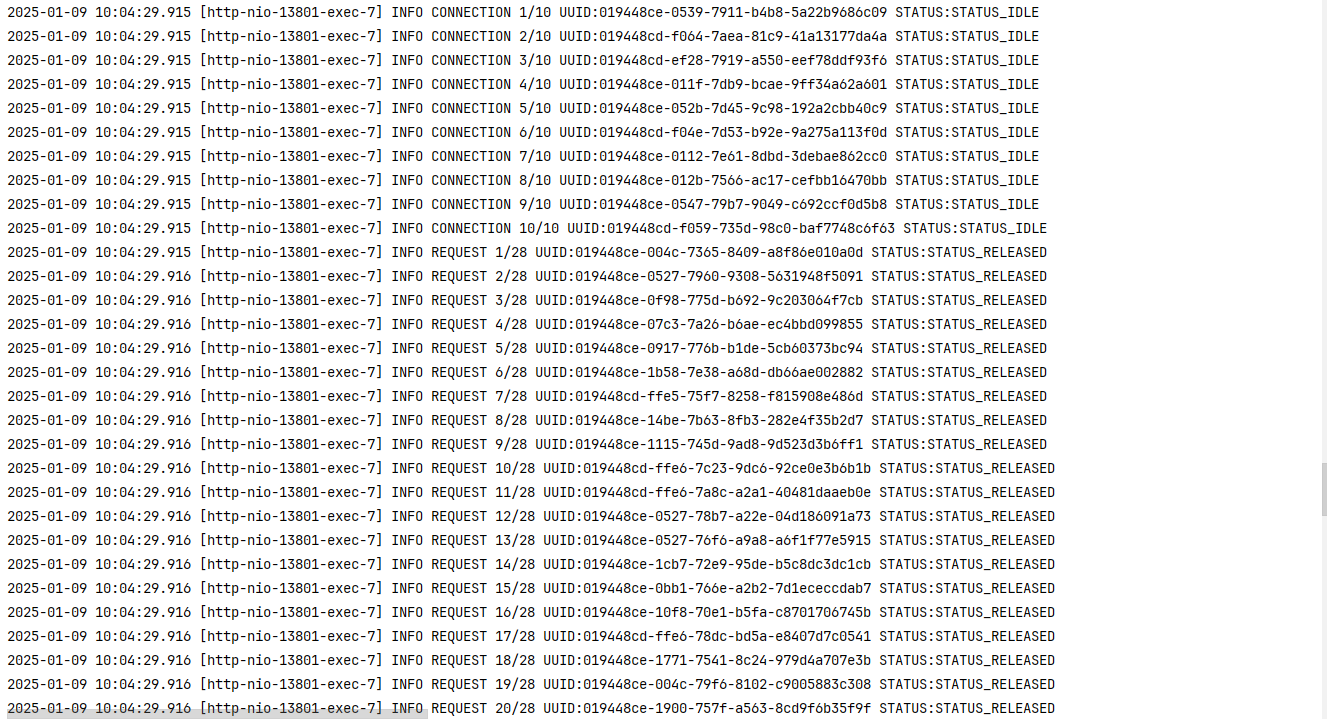 2025-01-09 10:04:29.915 [http-nio-13801-exec-7] INFO CONNECTION 1/10 UUID:019448ce-0539-7911-b4b8-5a22b9686c09 STATUS:STATUS_IDLE
2025-01-09 10:04:29.915 [http-nio-13801-exec-7] INFO CONNECTION 2/10 UUID:019448cd-f064-7aea-81c9-41a13177da4a STATUS:STATUS_IDLE
2025-01-09 10:04:29.915 [http-nio-13801-exec-7] INFO CONNECTION 3/10 UUID:019448cd-ef28-7919-a550-eef78ddf93f6 STATUS:STATUS_IDLE
2025-01-09 10:04:29.915 [http-nio-13801-exec-7] INFO CONNECTION 4/10 UUID:019448ce-011f-7db9-bcae-9ff34a62a601 STATUS:STATUS_IDLE
2025-01-09 10:04:29.915 [http-nio-13801-exec-7] INFO CONNECTION 5/10 UUID:019448ce-052b-7d45-9c98-192a2cbb40c9 STATUS:STATUS_IDLE
2025-01-09 10:04:29.915 [http-nio-13801-exec-7] INFO CONNECTION 6/10 UUID:019448cd-f04e-7d53-b92e-9a275a113f0d STATUS:STATUS_IDLE
2025-01-09 10:04:29.915 [http-nio-13801-exec-7] INFO CONNECTION 7/10 UUID:019448ce-0112-7e61-8dbd-3debae862cc0 STATUS:STATUS_IDLE
2025-01-09 10:04:29.915 [http-nio-13801-exec-7] INFO CONNECTION 8/10 UUID:019448ce-012b-7566-ac17-cefbb16470bb STATUS:STATUS_IDLE
2025-01-09 10:04:29.915 [http-nio-13801-exec-7] INFO CONNECTION 9/10 UUID:019448ce-0547-79b7-9049-c692ccf0d5b8 STATUS:STATUS_IDLE
2025-01-09 10:04:29.915 [http-nio-13801-exec-7] INFO CONNECTION 10/10 UUID:019448cd-f059-735d-98c0-baf7748c6f63 STATUS:STATUS_IDLE
2025-01-09 10:04:29.915 [http-nio-13801-exec-7] INFO REQUEST 1/28 UUID:019448ce-004c-7365-8409-a8f86e010a0d STATUS:STATUS_RELEASED
2025-01-09 10:04:29.916 [http-nio-13801-exec-7] INFO REQUEST 2/28 UUID:019448ce-0527-7960-9308-5631948f5091 STATUS:STATUS_RELEASED
2025-01-09 10:04:29.916 [http-nio-13801-exec-7] INFO REQUEST 3/28 UUID:019448ce-0f98-775d-b692-9c203064f7cb STATUS:STATUS_RELEASED
2025-01-09 10:04:29.916 [http-nio-13801-exec-7] INFO REQUEST 4/28 UUID:019448ce-07c3-7a26-b6ae-ec4bbd099855 STATUS:STATUS_RELEASED
2025-01-09 10:04:29.916 [http-nio-13801-exec-7] INFO REQUEST 5/28 UUID:019448ce-0917-776b-b1de-5cb60373bc94 STATUS:STATUS_RELEASED
2025-01-09 10:04:29.916 [http-nio-13801-exec-7] INFO REQUEST 6/28 UUID:019448ce-1b58-7e38-a68d-db66ae002882 STATUS:STATUS_RELEASED
2025-01-09 10:04:29.916 [http-nio-13801-exec-7] INFO REQUEST 7/28 UUID:019448cd-ffe5-75f7-8258-f815908e486d STATUS:STATUS_RELEASED
2025-01-09 10:04:29.916 [http-nio-13801-exec-7] INFO REQUEST 8/28 UUID:019448ce-14be-7b63-8fb3-282e4f35b2d7 STATUS:STATUS_RELEASED
2025-01-09 10:04:29.916 [http-nio-13801-exec-7] INFO REQUEST 9/28 UUID:019448ce-1115-745d-9ad8-9d523d3b6ff1 STATUS:STATUS_RELEASED
2025-01-09 10:04:29.916 [http-nio-13801-exec-7] INFO REQUEST 10/28 UUID:019448cd-ffe6-7c23-9dc6-92ce0e3b6b1b STATUS:STATUS_RELEASED
2025-01-09 10:04:29.916 [http-nio-13801-exec-7] INFO REQUEST 11/28 UUID:019448cd-ffe6-7a8c-a2a1-40481daaeb0e STATUS:STATUS_RELEASED
2025-01-09 10:04:29.916 [http-nio-13801-exec-7] INFO REQUEST 12/28 UUID:019448ce-0527-78b7-a22e-04d186091a73 STATUS:STATUS_RELEASED
2025-01-09 10:04:29.916 [http-nio-13801-exec-7] INFO REQUEST 13/28 UUID:019448ce-0527-76f6-a9a8-a6f1f77e5915 STATUS:STATUS_RELEASED
2025-01-09 10:04:29.916 [http-nio-13801-exec-7] INFO REQUEST 14/28 UUID:019448ce-1cb7-72e9-95de-b5c8dc3dc1cb STATUS:STATUS_RELEASED
2025-01-09 10:04:29.916 [http-nio-13801-exec-7] INFO REQUEST 15/28 UUID:019448ce-0bb1-766e-a2b2-7d1ececcdab7 STATUS:STATUS_RELEASED
2025-01-09 10:04:29.916 [http-nio-13801-exec-7] INFO REQUEST 16/28 UUID:019448ce-10f8-70e1-b5fa-c8701706745b STATUS:STATUS_RELEASED
2025-01-09 10:04:29.916 [http-nio-13801-exec-7] INFO REQUEST 17/28 UUID:019448cd-ffe6-78dc-bd5a-e8407d7c0541 STATUS:STATUS_RELEASED
2025-01-09 10:04:29.916 [http-nio-13801-exec-7] INFO REQUEST 18/28 UUID:019448ce-1771-7541-8c24-979d4a707e3b STATUS:STATUS_RELEASED
2025-01-09 10:04:29.916 [http-nio-13801-exec-7] INFO REQUEST 19/28 UUID:019448ce-004c-79f6-8102-c9005883c308 STATUS:STATUS_RELEASED
2025-01-09 10:04:29.916 [http-nio-13801-exec-7] INFO REQUEST 20/28 UUID:019448ce-1900-757f-a563-8cd9f6b35f9f STATUS:STATUS_RELEASED